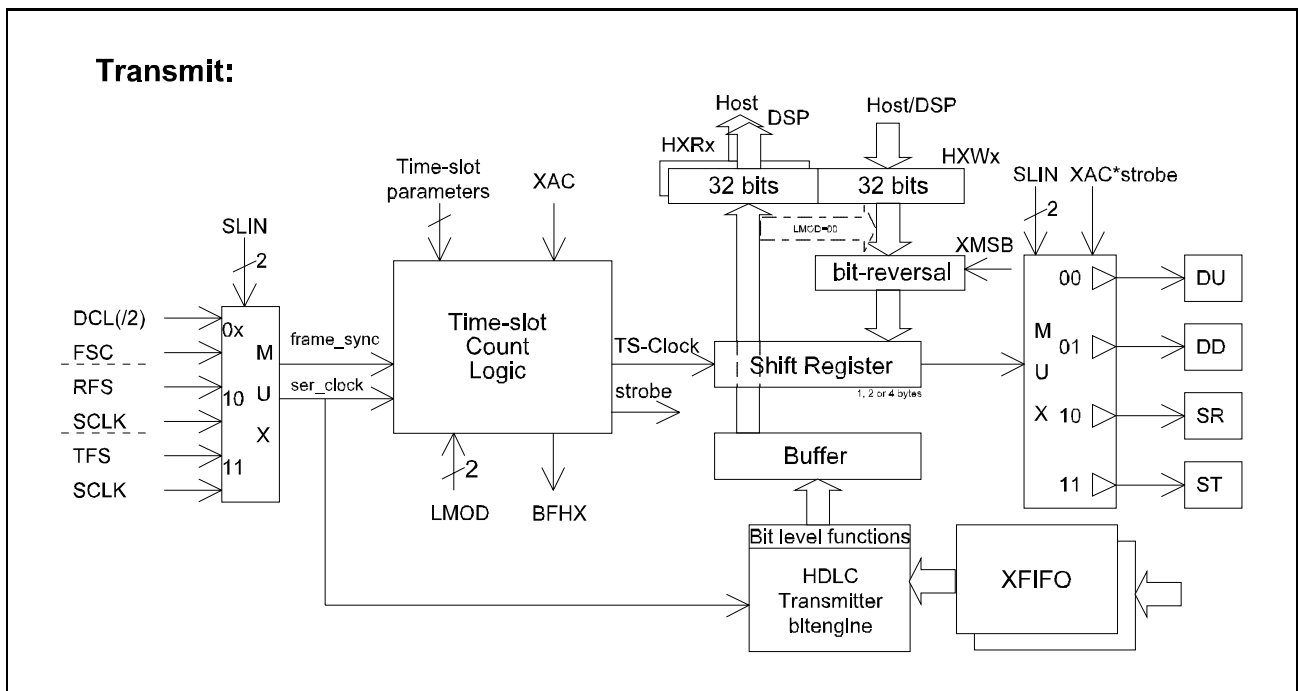 Transmit:
Host
DSP
Host/DSP
HXRx
HXWx
32 bits
32 bits
Time-slot
parameters
XAC
SLIN
XAC*strobe
2
LMOD=00
XMSB
bit-reversal
SLIN
2
DCL(/2)
FSC
RFS
SCLK
TFS
SCLK
0x
10
11
M
U
X
frame_sync
ser_clock
Time-slot
Count
Logic
TS-Clock
strobe
Shift Register
1, 2 or 4 bytes
2
LMOD
BFHX
Buffer
M
U
X
00
01
10
11
DU
DD
SR
ST
Bit level functions
HDLC
Transmitter
bitengine
XFIFO